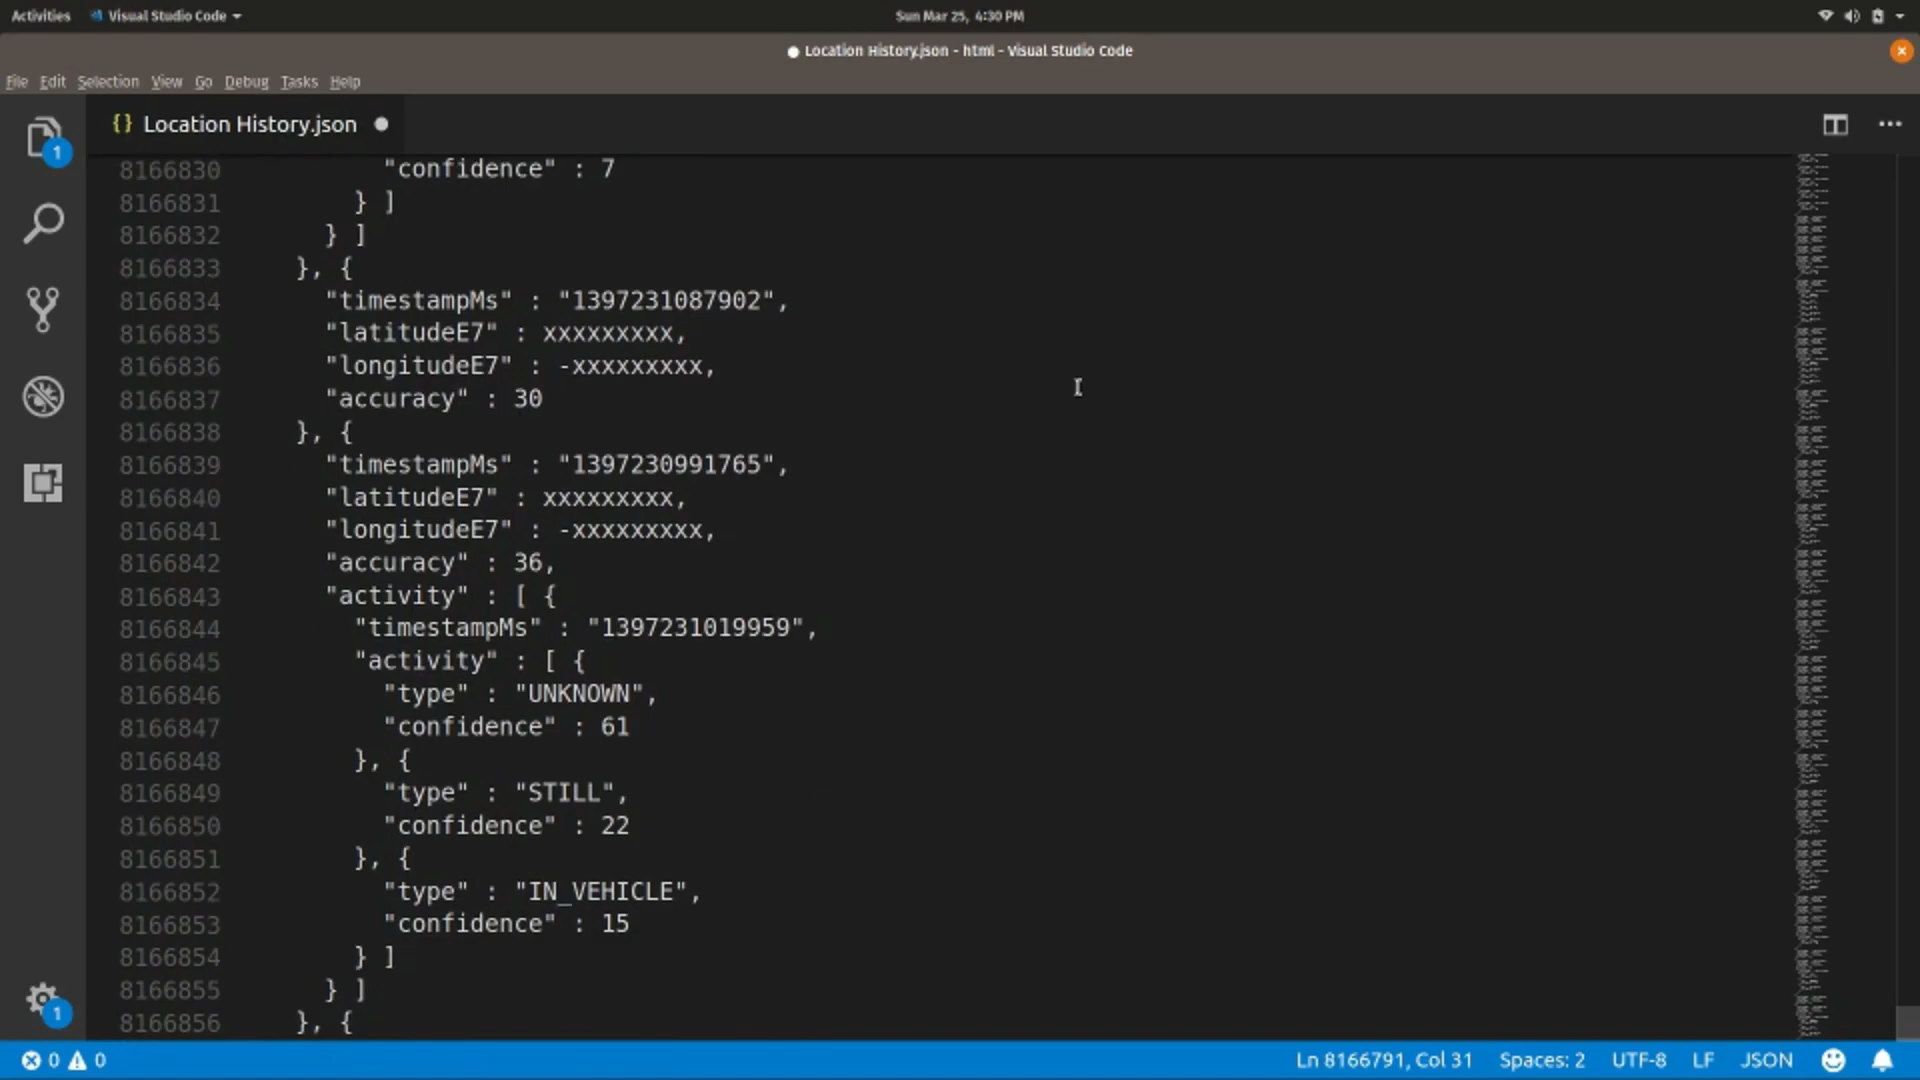 Activities Visual Studio Code Sun Mar 25, 4:30 PM
● Location History.json - html - Visual Studio Code
File Edit Selection View Go Debug Tasks Help
{} Location History.json ●
1
8166830 "confidence" : 7
8166831 } ]
8166832 } ]
8166833 }, {
8166834 "timestampMs" : "1397231087902",
8166835 "latitudeE7" : xxxxxxxxx,
8166836 "longitudeE7" : -xxxxxxxxx,
8166837 "accuracy" : 30
8166838 }, {
8166839 "timestampMs" : "1397230991765",
8166840 "latitudeE7" : xxxxxxxxx,
8166841 "longitudeE7" : -xxxxxxxxx,
8166842 "accuracy" : 36,
8166843 "activity" : [ {
8166844 "timestampMs" : "1397231019959",
8166845 "activity" : [ {
8166846 "type" : "UNKNOWN",
8166847 "confidence" : 61
8166848 }, {
8166849 "type" : "STILL",
8166850 "confidence" : 22
8166851 }, {
8166852 "type" : "IN_VEHICLE",
8166853 "confidence" : 15
8166854 } ]
8166855 } ]
8166856 }, {
1
0 0 Ln 8166791, Col 31 Spaces: 2 UTF-8 LF JSON